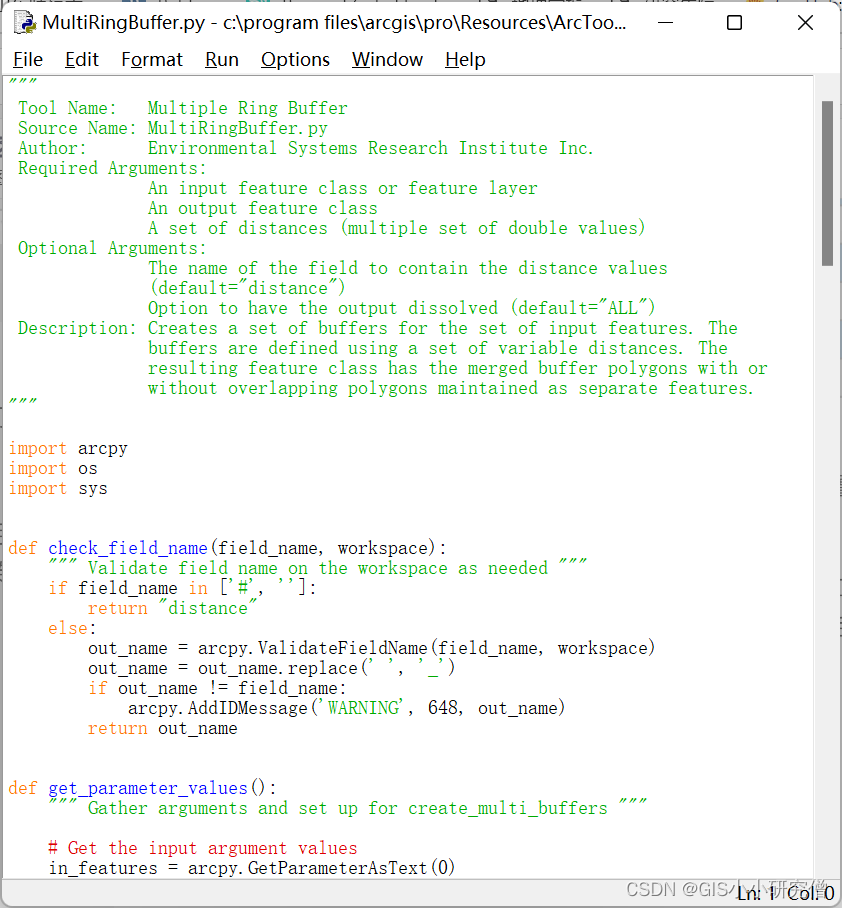 MultiRingBuffer.py - c:\program files\arcgis\pro\Resources\ArcToo...
File Edit Format Run Options Window Help
"""
Tool Name: Multiple Ring Buffer
Source Name: MultiRingBuffer.py
Author: Environmental Systems Research Institute Inc.
Required Arguments:
An input feature class or feature layer
An output feature class
A set of distances (multiple set of double values)
Optional Arguments:
The name of the field to contain the distance values
(default="distance")
Option to have the output dissolved (default="ALL")
Description: Creates a set of buffers for the set of input features. The
buffers are defined using a set of variable distances. The
resulting feature class has the merged buffer polygons with or
without overlapping polygons maintained as separate features.
"""
import arcpy
import os
import sys
def check_field_name(field_name, workspace):
""" Validate field name on the workspace as needed """
if field_name in ['#', '']:
return "distance"
else:
out_name = arcpy.ValidateFieldName(field_name, workspace)
out_name = out_name.replace(' ', '_')
if out_name != field_name:
arcpy.AddIDMessage('WARNING', 648, out_name)
return out_name
def get_parameter_values():
""" Gather arguments and set up for create_multi_buffers """
# Get the input argument values
in_features = arcpy.GetParameterAsText(0)
CSDN @GIS小小研究僧
Ln: 1 Col: 0